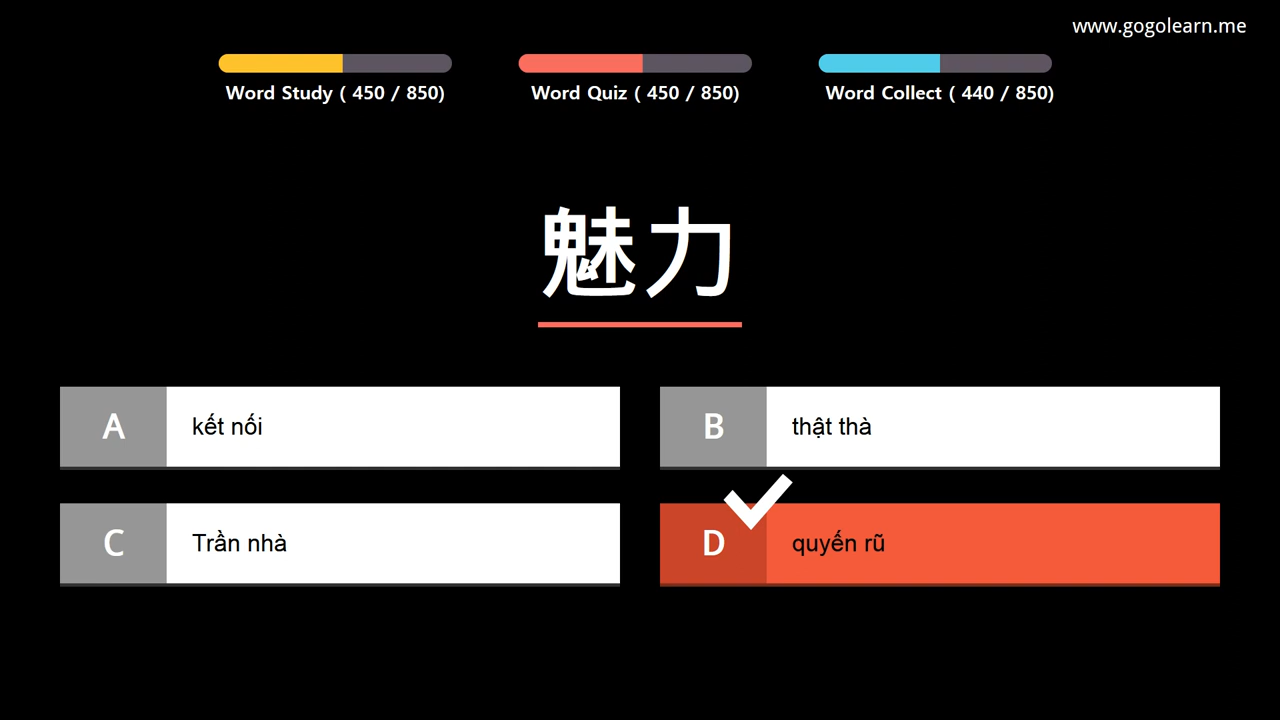 www.gogolearn.me
Word Study ( 450 / 850)
Word Quiz ( 450 / 850)
Word Collect ( 440 / 850)
魅力
A kết nối
B thật thà
C Trần nhà
D quyến rũ